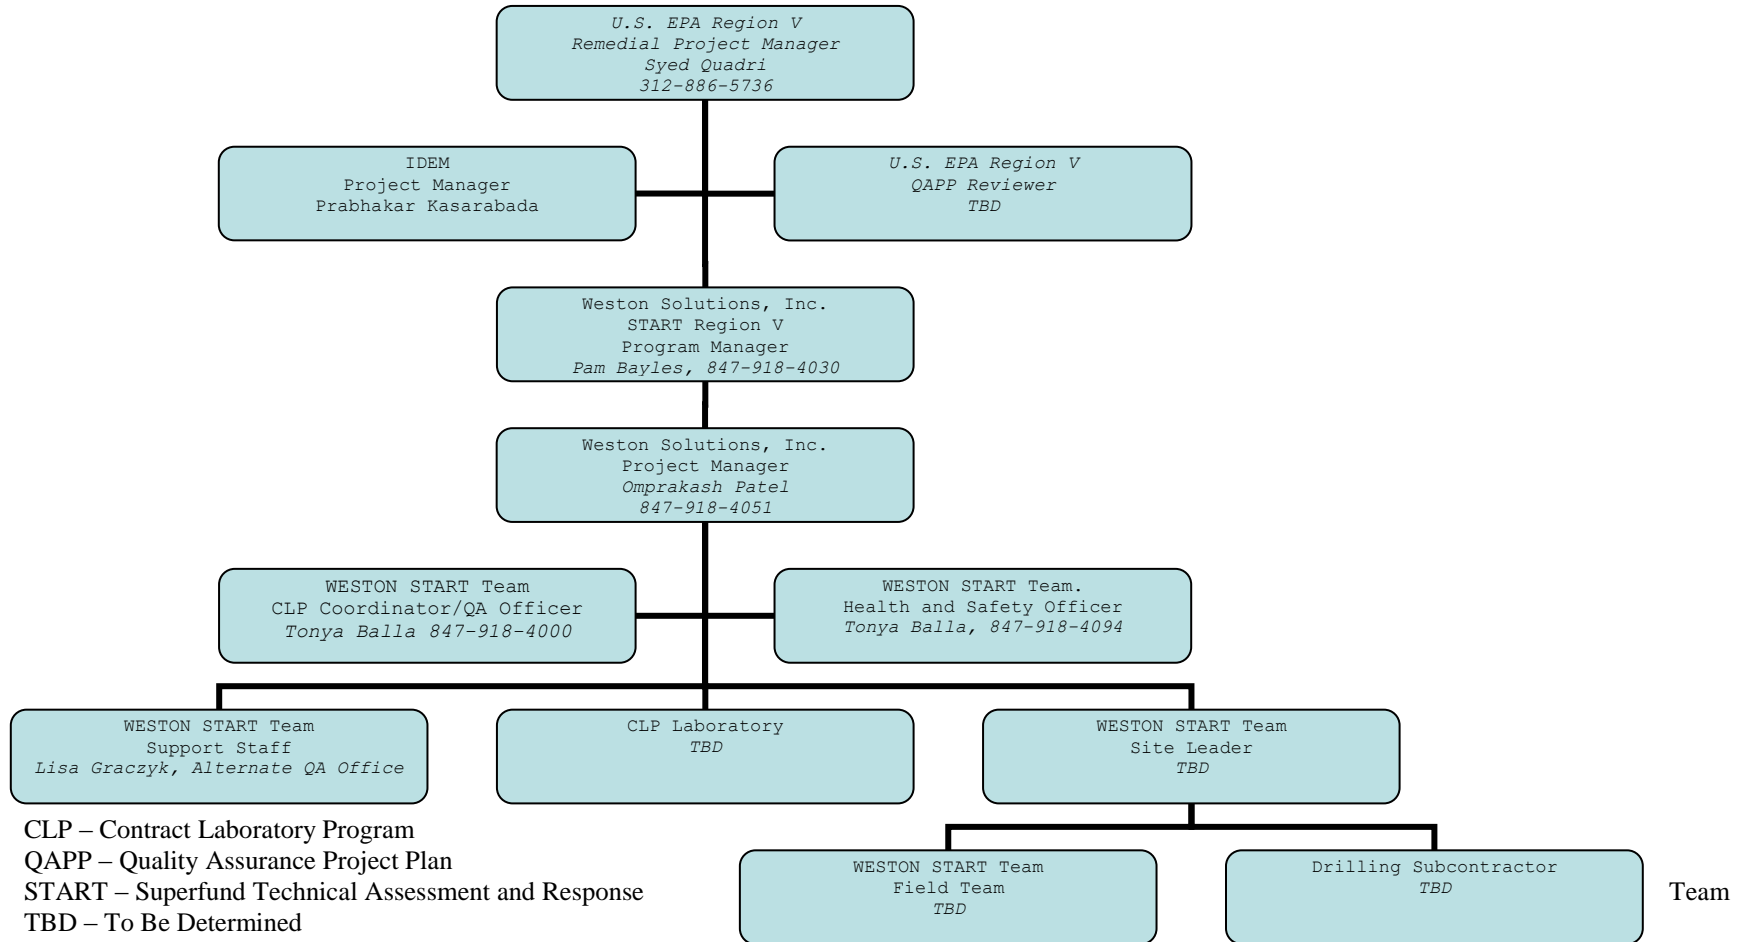 U.S. EPA Region V
Remedial Project Manager
Syed Quadri
312-886-5736
IDEM
Project Manager
Prabhakar Kasarabada
U.S. EPA Region V
QAPP Reviewer
TBD
Weston Solutions, Inc.
START Region V
Program Manager
Pam Bayles, 847-918-4030
Weston Solutions, Inc.
Project Manager
Omprakash Patel
847-918-4051
WESTON START Team
CLP Coordinator/QA Officer
Tonya Balla 847-918-4000
WESTON START Team.
Health and Safety Officer
Tonya Balla, 847-918-4094
WESTON START Team
Support Staff
Lisa Graczyk, Alternate QA Office
CLP Laboratory
TBD
WESTON START Team
Site Leader
TBD
WESTON START Team
Field Team
TBD
Drilling Subcontractor
TBD
CLP – Contract Laboratory Program
QAPP – Quality Assurance Project Plan
START – Superfund Technical Assessment and Response Team
TBD – To Be Determined